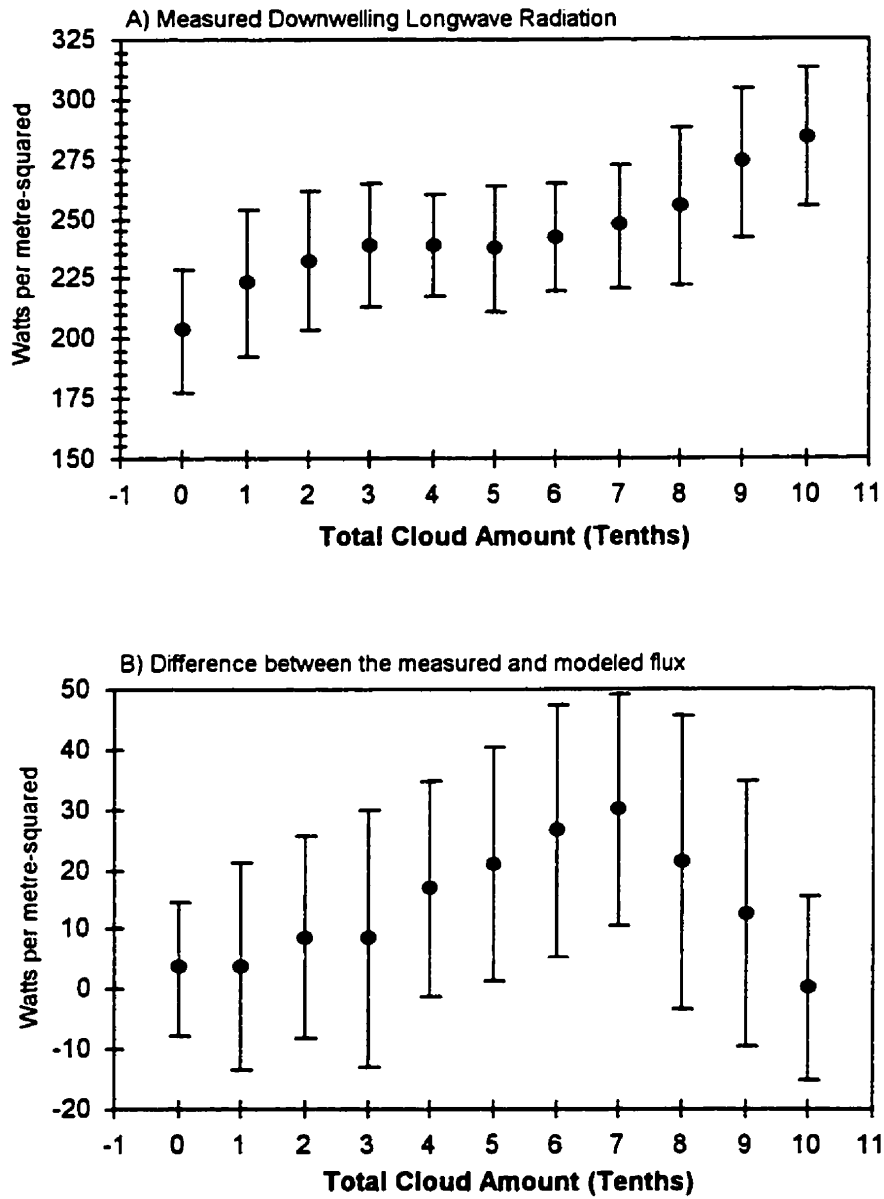 A) Measured Downwelling Longwave Radiation
325
300
275
250
225
200
175
150
Watts per metre-squared
-1 0 1 2 3 4 5 6 7 8 9 10 11
Total Cloud Amount (Tenths)
B) Difference between the measured and modeled flux
50
40
30
20
10
0
-10
-20
Watts per metre-squared
-1 0 1 2 3 4 5 6 7 8 9 10 11
Total Cloud Amount (Tenths)